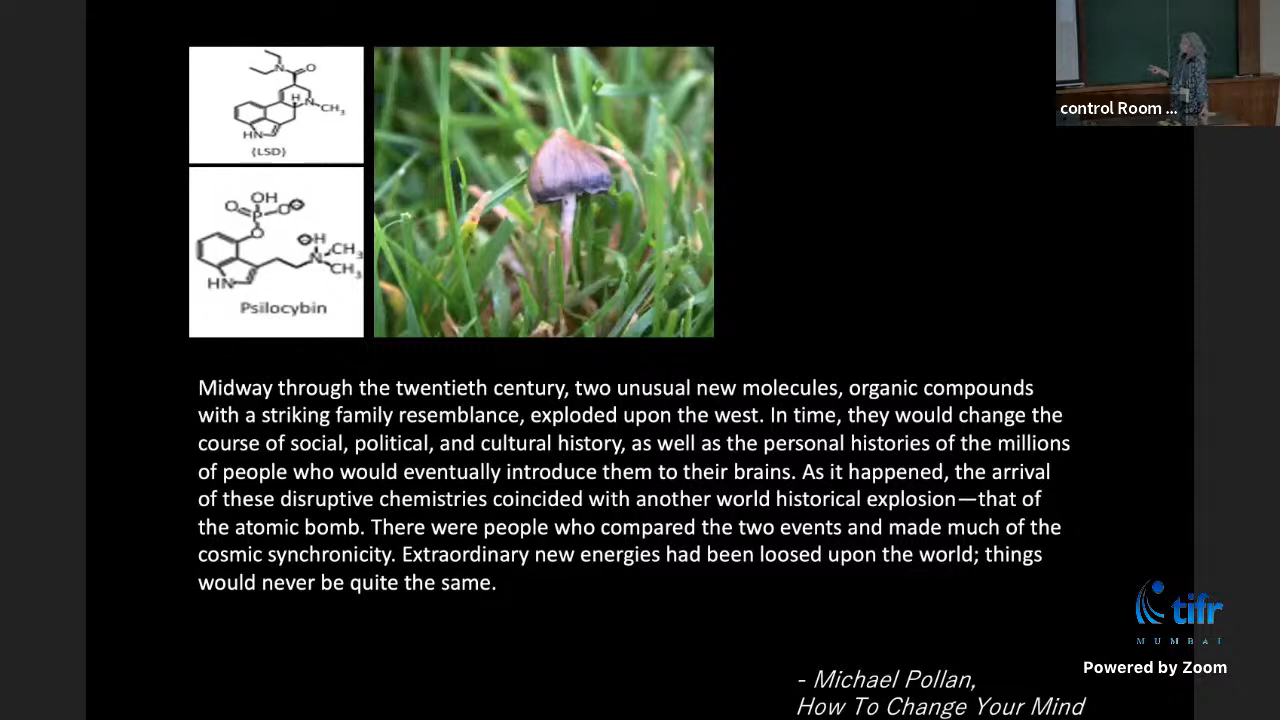 N
O
H
N
CH₃
HN
(LSD)
OH
O
P
O⊖
O
⊕H
N
CH₃
CH₃
HN
Psilocybin
control Room ...
Midway through the twentieth century, two unusual new molecules, organic compounds
with a striking family resemblance, exploded upon the west. In time, they would change the
course of social, political, and cultural history, as well as the personal histories of the millions
of people who would eventually introduce them to their brains. As it happened, the arrival
of these disruptive chemistries coincided with another world historical explosion—that of
the atomic bomb. There were people who compared the two events and made much of the
cosmic synchronicity. Extraordinary new energies had been loosed upon the world; things
would never be quite the same.
tifr
MUMBAI
Powered by Zoom
- Michael Pollan,
How To Change Your Mind